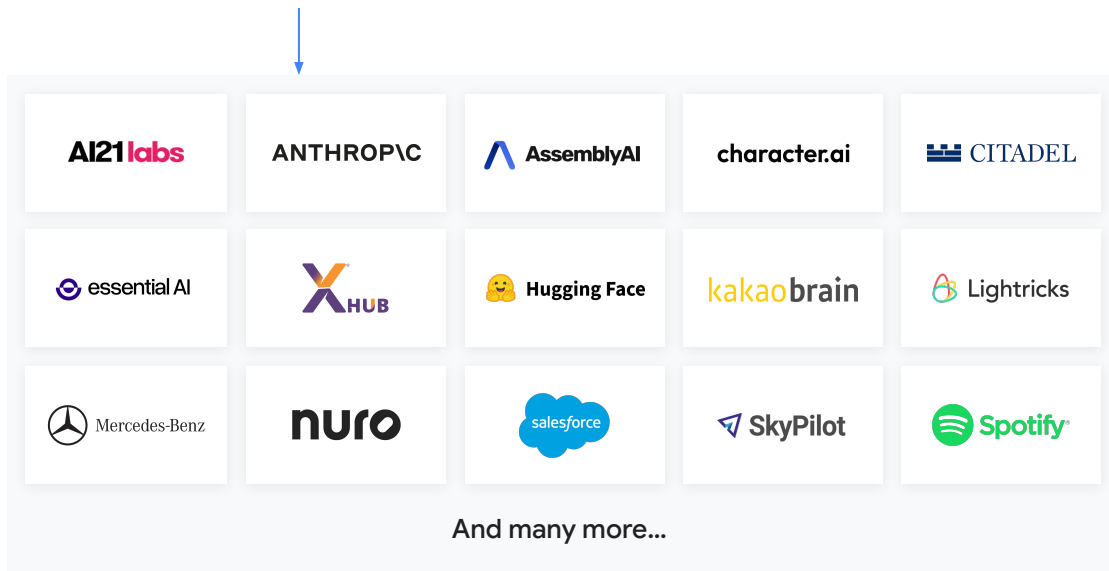 AI21labs
ANTHROP\C
AssemblyAI
character.ai
CITADEL
essential AI
XHUB
Hugging Face
kakaobrain
Lightricks
Mercedes-Benz
nuro
salesforce
SkyPilot
Spotify®
And many more...